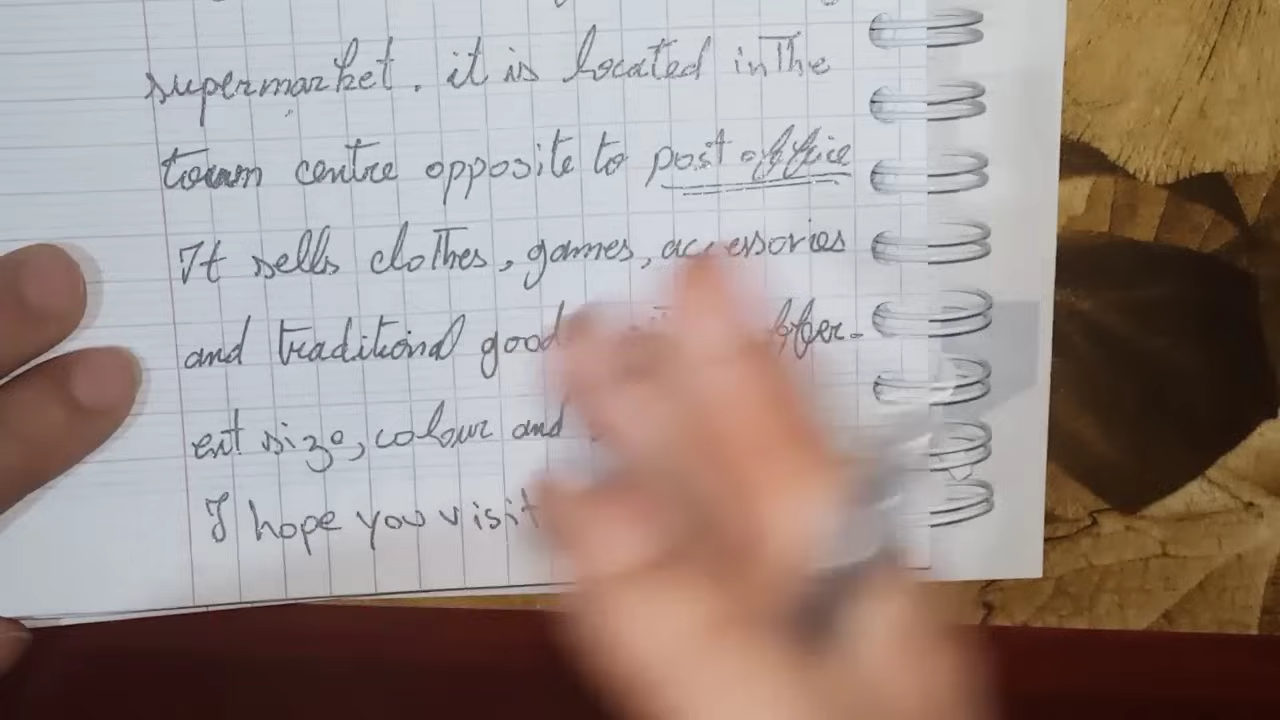 supermarket. it is located in the
town centre opposite to post office
It sells clothes, games, accessories
and traditional good
ent size, colour and
I hope you visit